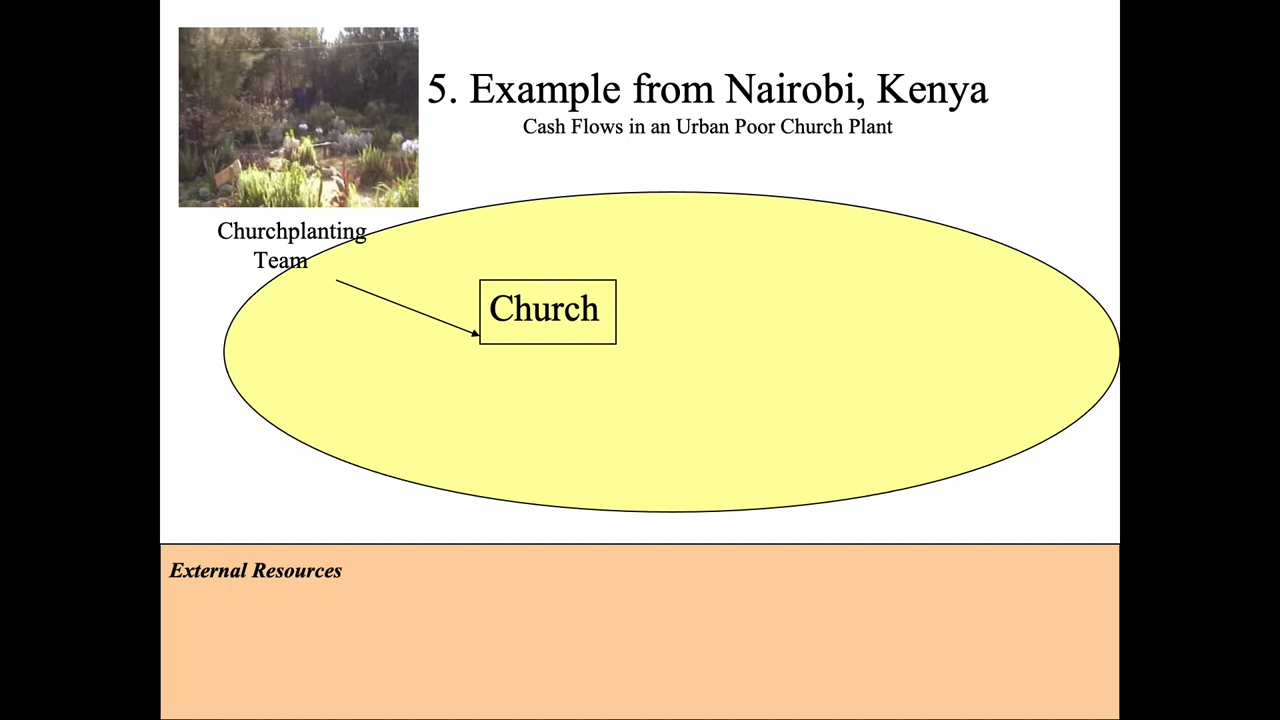 5. Example from Nairobi, Kenya
Cash Flows in an Urban Poor Church Plant
Churchplanting
Team
Church
External Resources